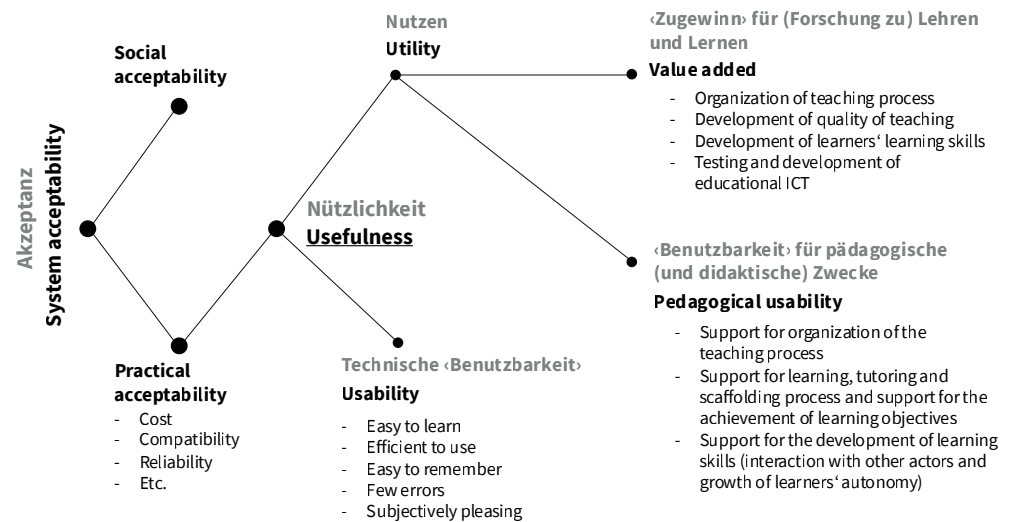 Akzeptanz
System acceptability
Social
acceptability
Practical
acceptability
- Cost
- Compatibility
- Reliability
- Etc.
Nützlichkeit
Usefulness
Nutzen
Utility
Technische ‹Benutzbarkeit›
Usability
- Easy to learn
- Efficient to use
- Easy to remember
- Few errors
- Subjectively pleasing
‹Zugewinn› für (Forschung zu) Lehren
und Lernen
Value added
- Organization of teaching process
- Development of quality of teaching
- Development of learners‘ learning skills
- Testing and development of
educational ICT
‹Benutzbarkeit› für pädagogische
(und didaktische) Zwecke
Pedagogical usability
- Support for organization of the
teaching process
- Support for learning, tutoring and
scaffolding process and support for the
achievement of learning objectives
- Support for the development of learning
skills (interaction with other actors and
growth of learners‘ autonomy)